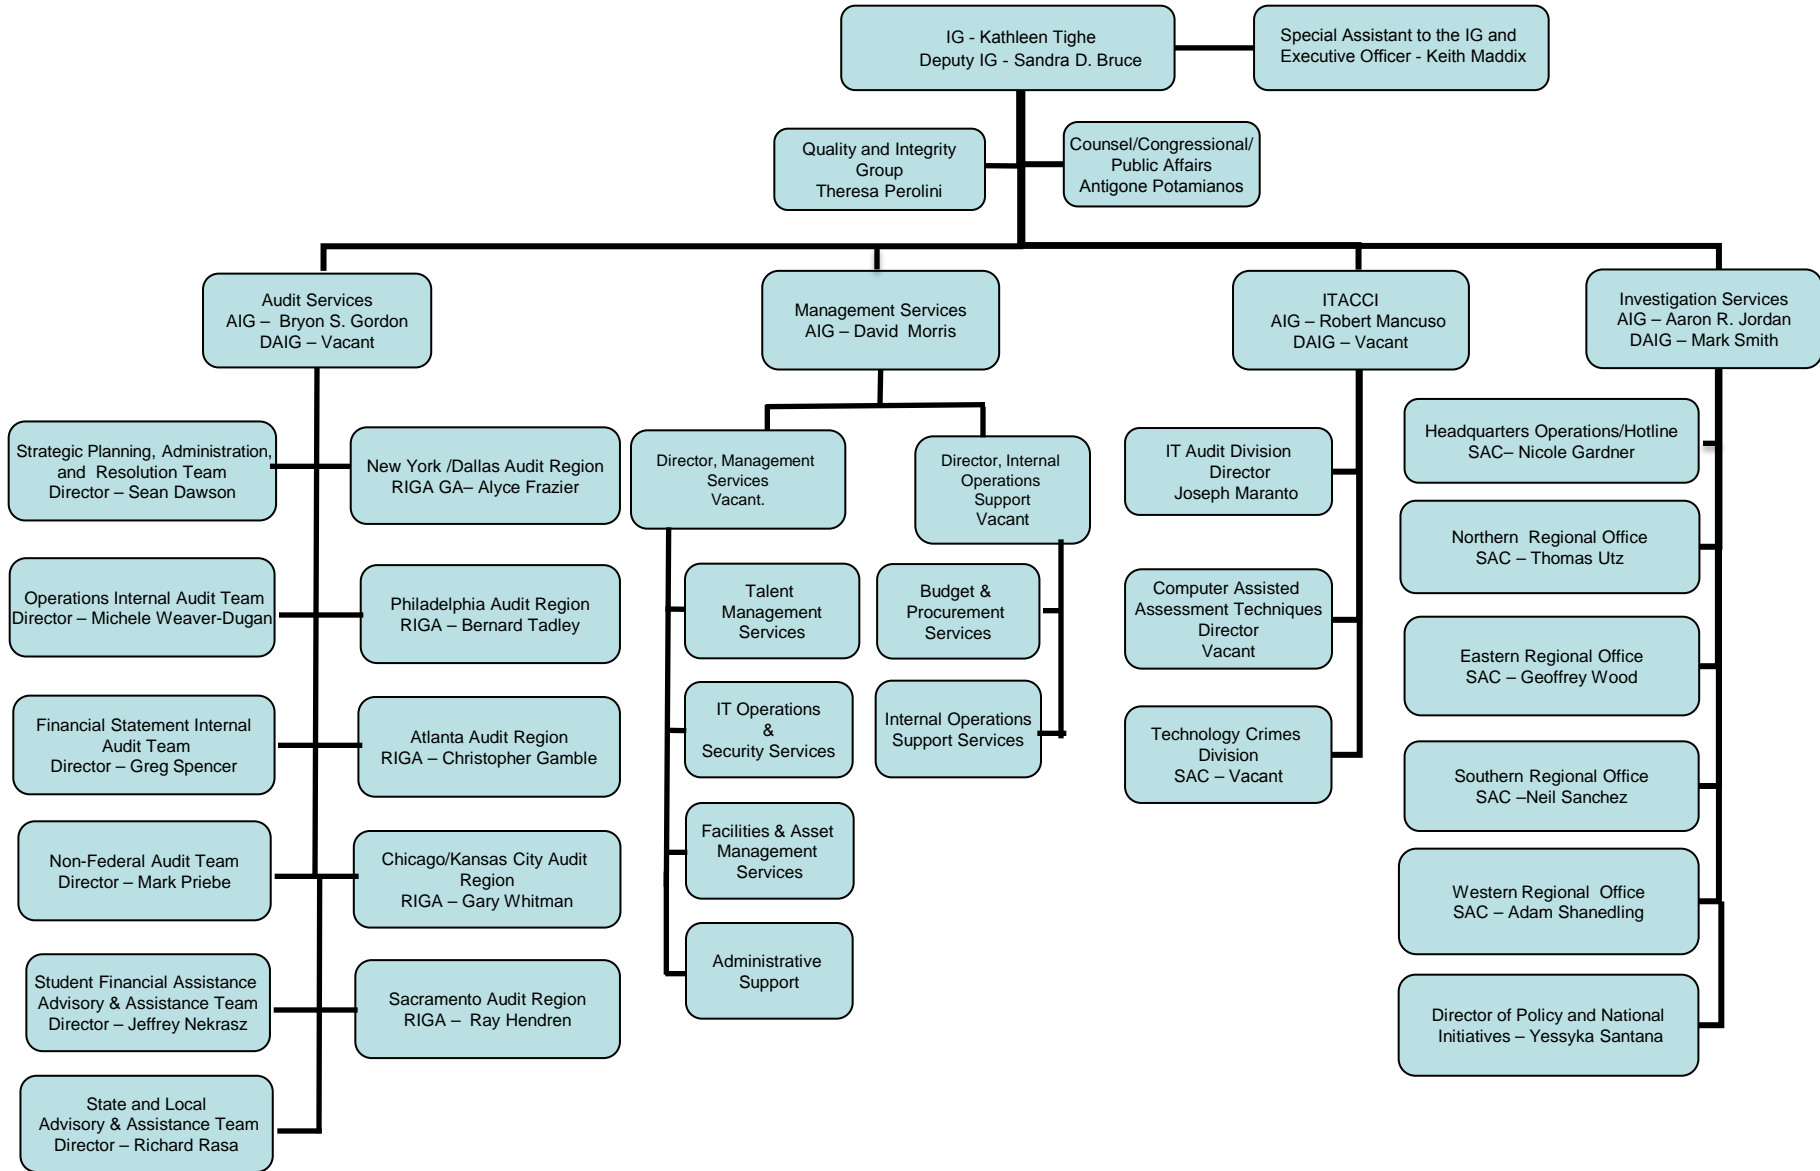 IG - Kathleen Tighe
Deputy IG - Sandra D. Bruce
Special Assistant to the IG and
Executive Officer - Keith Maddix
Quality and Integrity
Group
Theresa Perolini
Counsel/Congressional/
Public Affairs
Antigone Potamianos
Audit Services
AIG – Bryon S. Gordon
DAIG – Vacant
Management Services
AIG – David Morris
ITACCI
AIG – Robert Mancuso
DAIG – Vacant
Investigation Services
AIG – Aaron R. Jordan
DAIG – Mark Smith
Strategic Planning, Administration,
and Resolution Team
Director – Sean Dawson
New York /Dallas Audit Region
RIGA GA– Alyce Frazier
Operations Internal Audit Team
Director – Michele Weaver-Dugan
Philadelphia Audit Region
RIGA – Bernard Tadley
Financial Statement Internal
Audit Team
Director – Greg Spencer
Atlanta Audit Region
RIGA – Christopher Gamble
Non-Federal Audit Team
Director – Mark Priebe
Chicago/Kansas City Audit
Region
RIGA – Gary Whitman
Student Financial Assistance
Advisory & Assistance Team
Director – Jeffrey Nekrasz
Sacramento Audit Region
RIGA – Ray Hendren
State and Local
Advisory & Assistance Team
Director – Richard Rasa
Director, Management
Services
Vacant.
Director, Internal
Operations
Support
Vacant
Talent
Management
Services
IT Operations
&
Security Services
Facilities & Asset
Management
Services
Administrative
Support
Budget &
Procurement
Services
Internal Operations
Support Services
IT Audit Division
Director
Joseph Maranto
Computer Assisted
Assessment Techniques
Director
Vacant
Technology Crimes
Division
SAC – Vacant
Headquarters Operations/Hotline
SAC– Nicole Gardner
Northern Regional Office
SAC – Thomas Utz
Eastern Regional Office
SAC – Geoffrey Wood
Southern Regional Office
SAC –Neil Sanchez
Western Regional Office
SAC – Adam Shanedling
Director of Policy and National
Initiatives – Yessyka Santana